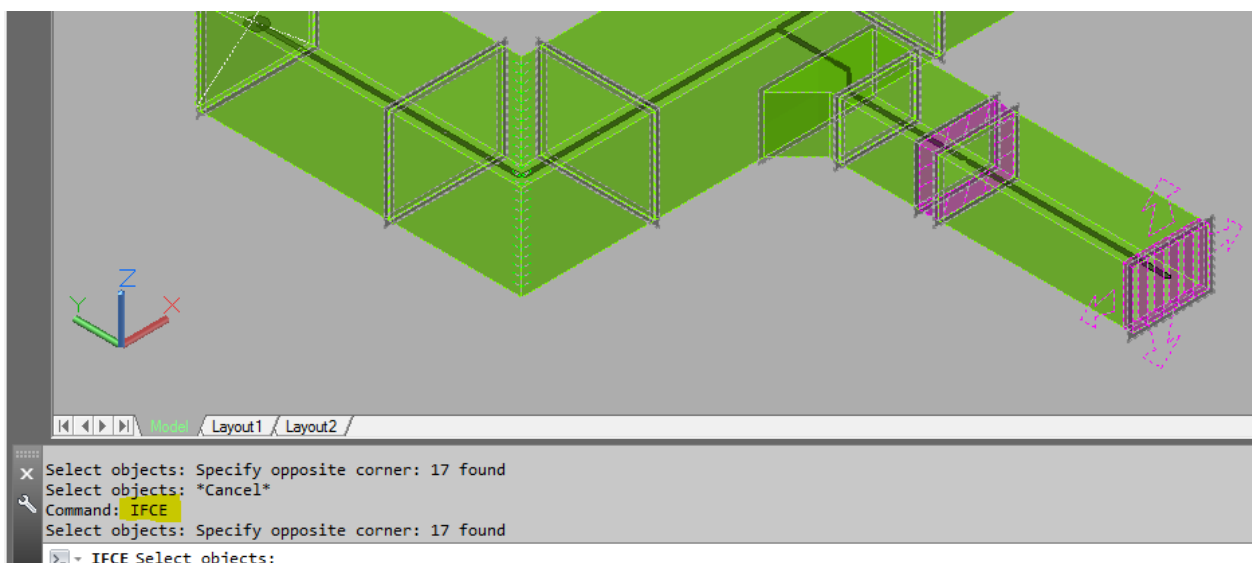 Z
Y X
Model Layout1 Layout2
Select objects: Specify opposite corner: 17 found
Select objects: *Cancel*
Command: IFCE
Select objects: Specify opposite corner: 17 found
IFCE Select objects: